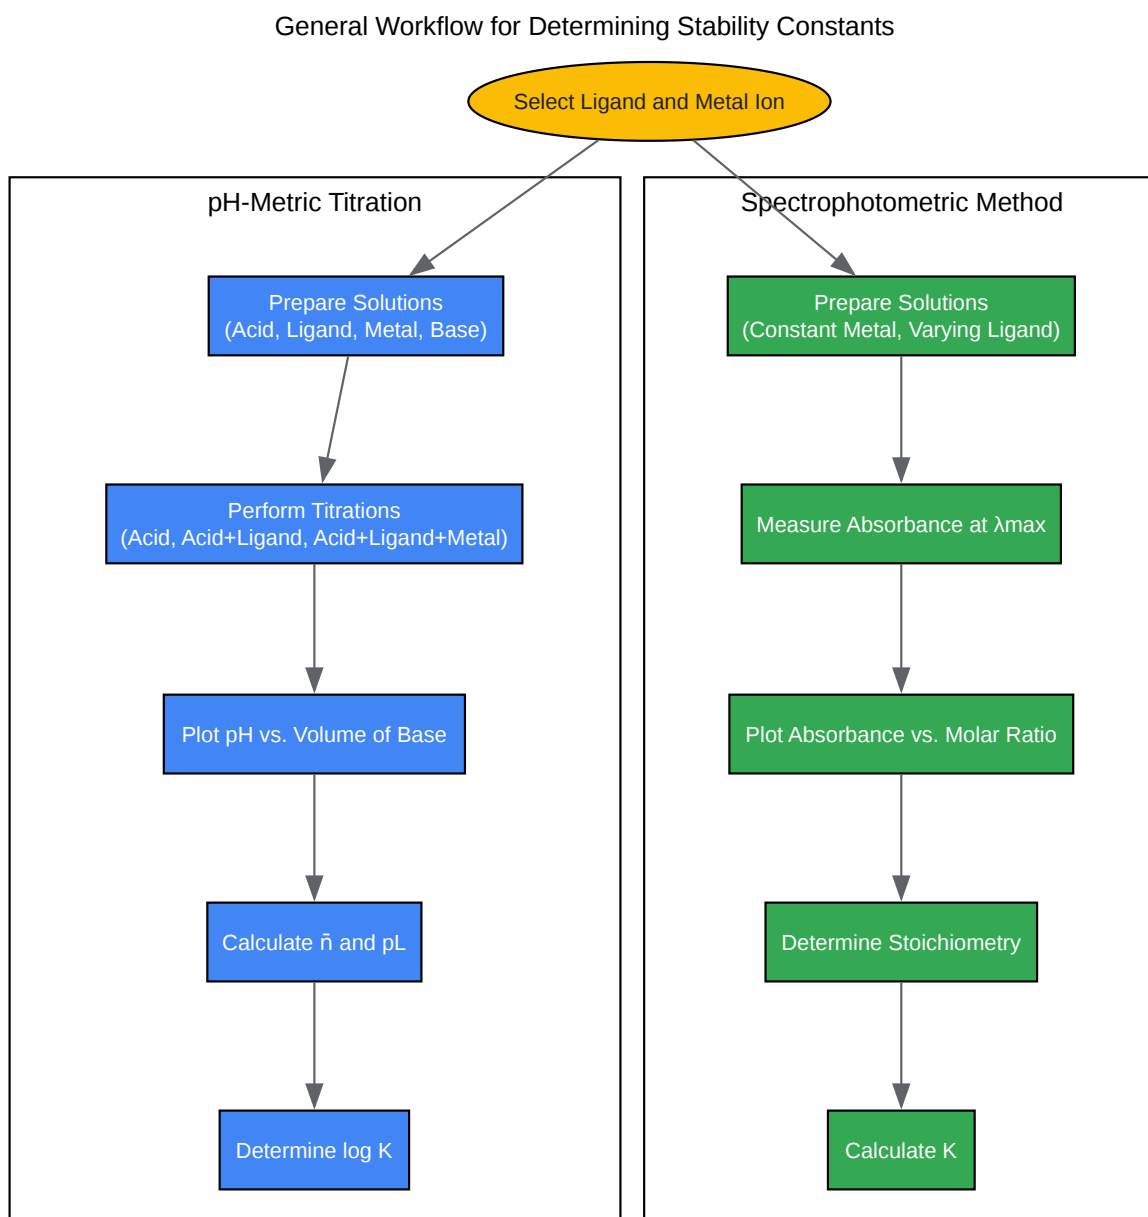 General Workflow for Determining Stability Constants
Select Ligand and Metal Ion
pH-Metric Titration
Prepare Solutions
(Acid, Ligand, Metal, Base)
Perform Titrations
(Acid, Acid+Ligand, Acid+Ligand+Metal)
Plot pH vs. Volume of Base
Calculate n̄ and pL
Determine log K
Spectrophotometric Method
Prepare Solutions
(Constant Metal, Varying Ligand)
Measure Absorbance at λmax
Plot Absorbance vs. Molar Ratio
Determine Stoichiometry
Calculate K